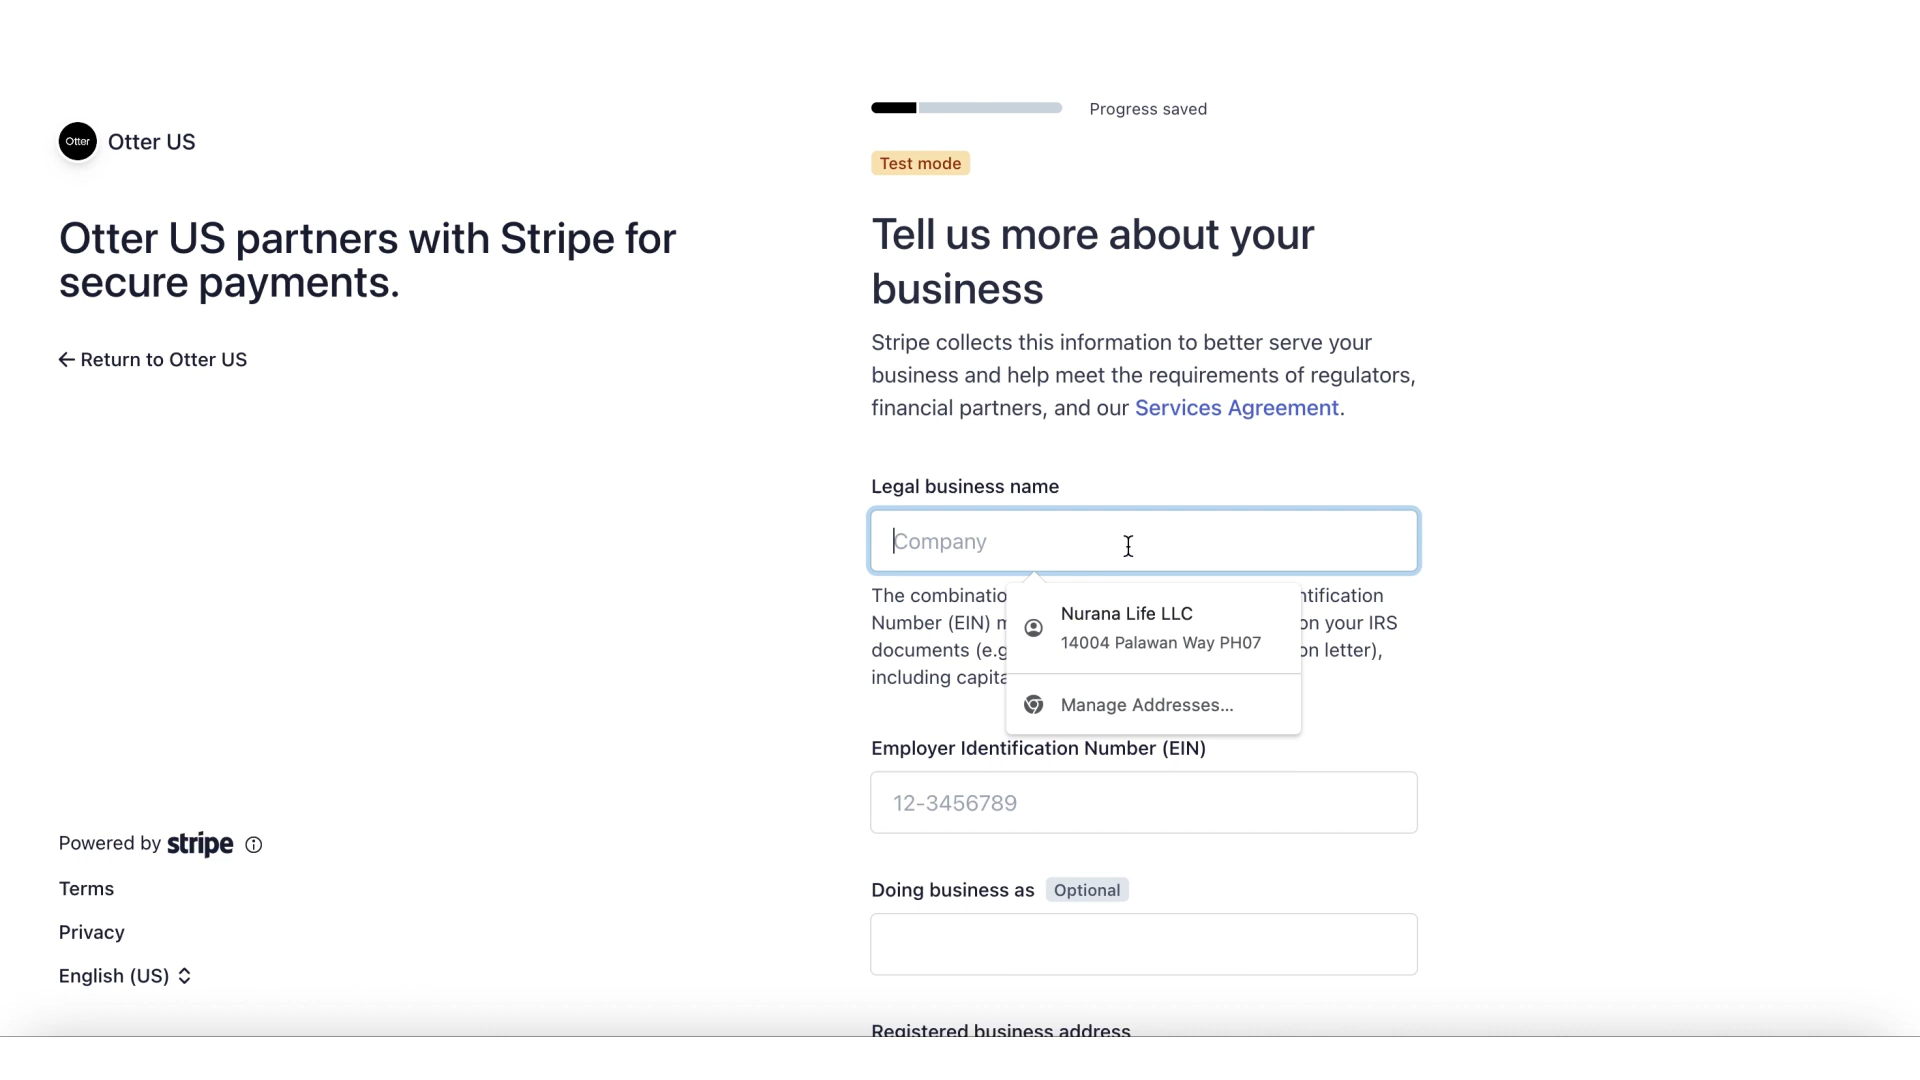 Otter
Otter US
Otter US partners with Stripe for
secure payments.
← Return to Otter US
Powered by stripe
Terms
Privacy
English (US)
Progress saved
Test mode
Tell us more about your
business
Stripe collects this information to better serve your
business and help meet the requirements of regulators,
financial partners, and our Services Agreement.
Legal business name
Company
The
Number (EIN)
documents
including
on your IRS
letter),
Nurana Life LLC
14004 Palawan Way PH07
Manage Addresses...
Employer Identification Number (EIN)
12-3456789
Doing business as Optional
Registered business address